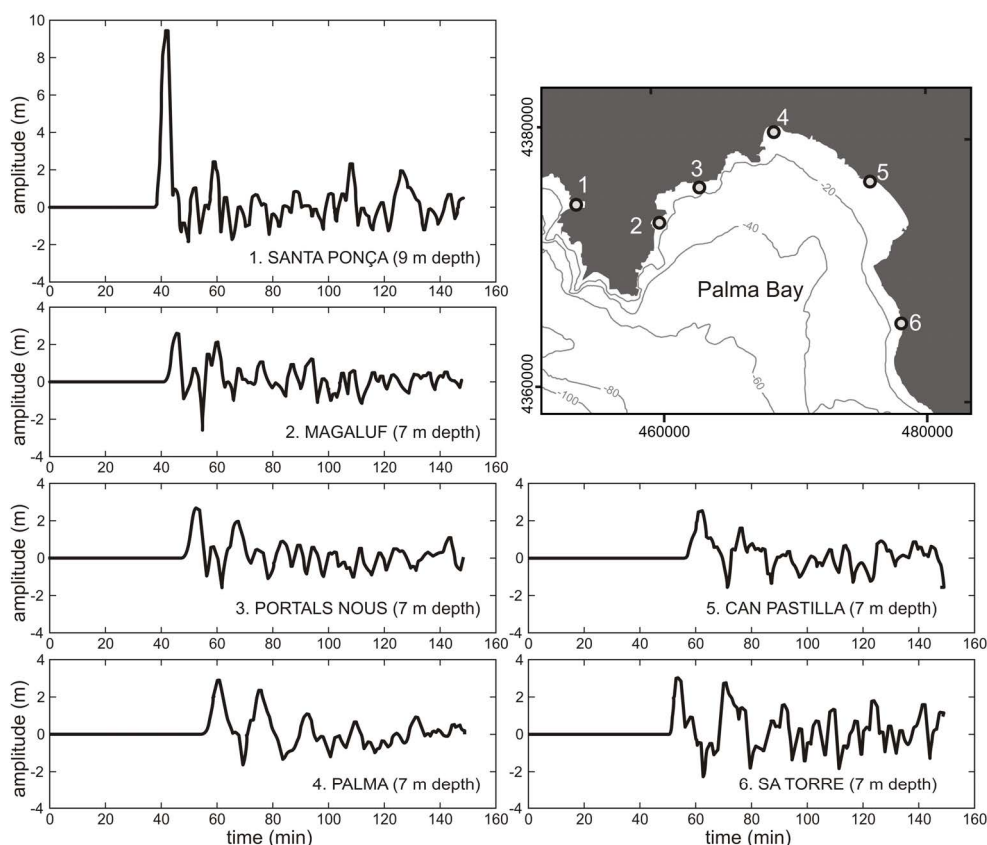 10
8
6
4
2
0
-2
-4
amplitude (m)
1. SANTA PONÇA (9 m depth)
0 20 40 60 80 100 120 140 160
4380000
4360000
1
2
3
4
5
6
-20
-40
-60
-80
-100
Palma Bay
460000 480000
4
2
0
-2
-4
amplitude (m)
2. MAGALUF (7 m depth)
0 20 40 60 80 100 120 140 160
4
2
0
-2
-4
amplitude (m)
3. PORTALS NOUS (7 m depth)
0 20 40 60 80 100 120 140 160
4
2
0
-2
-4
5. CAN PASTILLA (7 m depth)
0 20 40 60 80 100 120 140 160
4
2
0
-2
-4
amplitude (m)
4. PALMA (7 m depth)
0 20 40 60 80 100 120 140 160
time (min)
4
2
0
-2
-4
6. SA TORRE (7 m depth)
0 20 40 60 80 100 120 140 160
time (min)